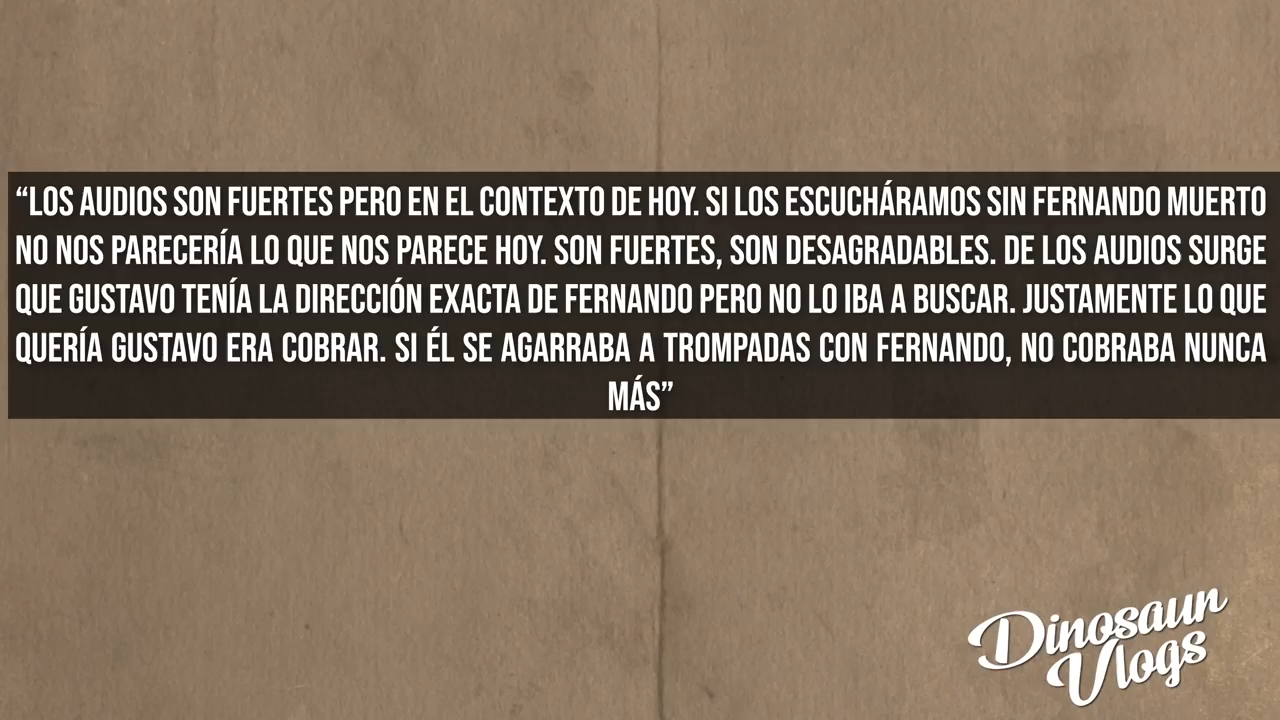 “LOS AUDIOS SON FUERTES PERO EN EL CONTEXTO DE HOY. SI LOS ESCUCHÁRAMOS SIN FERNANDO MUERTO
NO NOS PARECERÍA LO QUE NOS PARECE HOY. SON FUERTES, SON DESAGRADABLES. DE LOS AUDIOS SURGE
QUE GUSTAVO TENÍA LA DIRECCIÓN EXACTA DE FERNANDO PERO NO LO IBA A BUSCAR. JUSTAMENTE LO QUE
QUERÍA GUSTAVO ERA COBRAR. SI ÉL SE AGARRABA A TROMPADAS CON FERNANDO, NO COBRABA NUNCA
MÁS”
Dinosaun
Vlogs